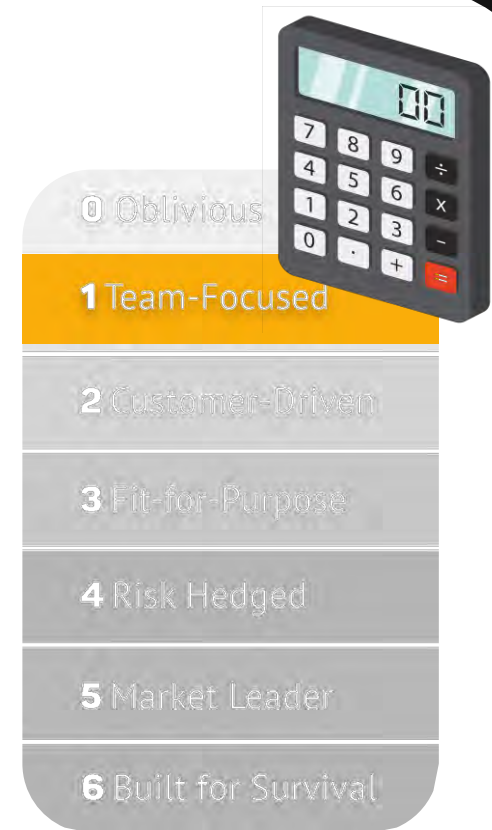 00
7 8 9 ÷
4 5 6 x
1 2 3 -
0 . + =
0 Oblivious
1 Team-Focused
2 Customer-Driven
3 Fit-for-Purpose
4 Risk Hedged
5 Market Leader
6 Built for Survival